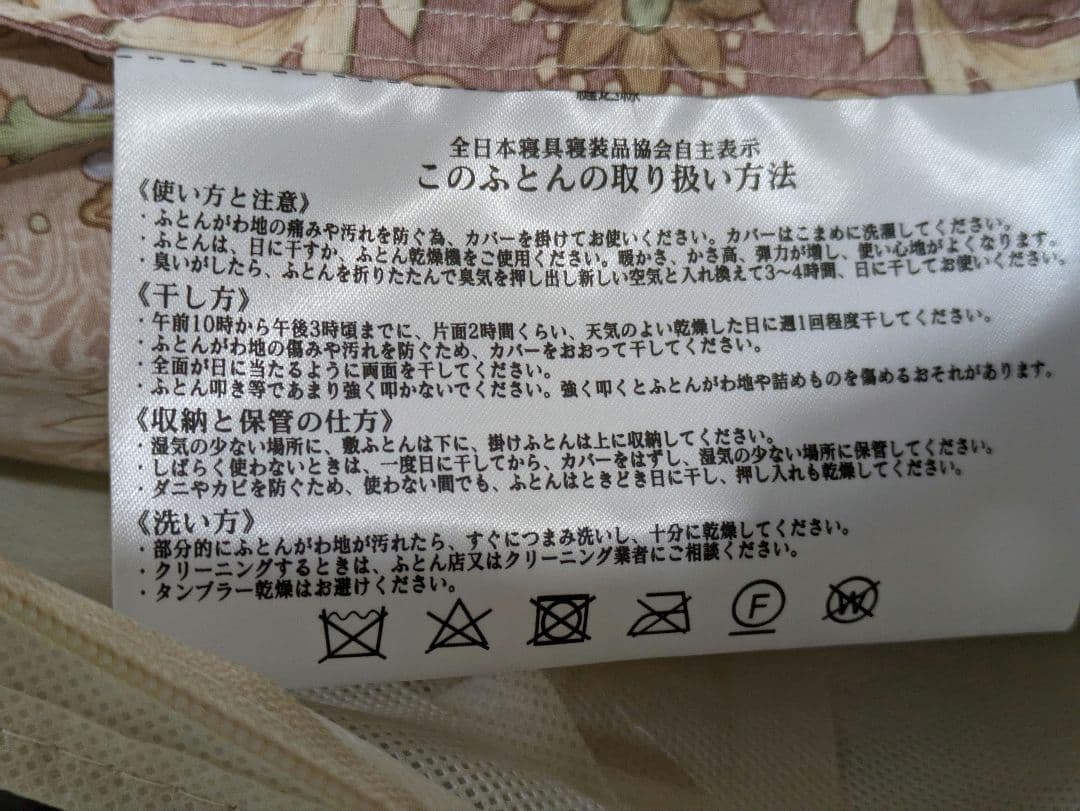 全日本寝具寝装品協会自主表示
このふとんの取り扱い方法
《使い方と注意》
・ふとんがわ地の痛みや汚れを防ぐ為、カバーを掛けてお使いください。カバーはこまめに洗濯してください。
・ふとんは、日に干すか、ふとん乾燥機をご使用ください。暖かさ、かさ高、弾力が増し、使い心地がよくなります。
・臭いがしたら、ふとんを折りたたんで臭気を押し出し新しい空気と入れ換えて3〜4時間、日に干してお使いください。
《干し方》
・午前10時から午後3時頃までに、片面2時間くらい、天気のよい乾燥した日に週1回程度干してください。
・ふとんがわ地の傷みや汚れを防ぐため、カバーをおおって干してください。
・全面が日に当たるように両面を干してください。
・ふとん叩き等であまり強く叩かないでください。強く叩くとふとんがわ地や詰めものを傷めるおそれがあります。
《収納と保管の仕方》
・湿気の少ない場所に、敷ふとんは下に、掛けふとんは上に収納してください。
・しばらく使わないときは、一度日に干してから、カバーをはずし、湿気の少ない場所に保管してください。
・ダニやカビを防ぐため、使わない間でも、ふとんはときどき日に干し、押し入れも乾燥してください。
《洗い方》
・部分的にふとんがわ地が汚れたら、すぐにつまみ洗いし、十分に乾燥してください。
・クリーニングするときは、ふとん店又はクリーニング業者にご相談ください。
・タンブラー乾燥はお避けください。
F W